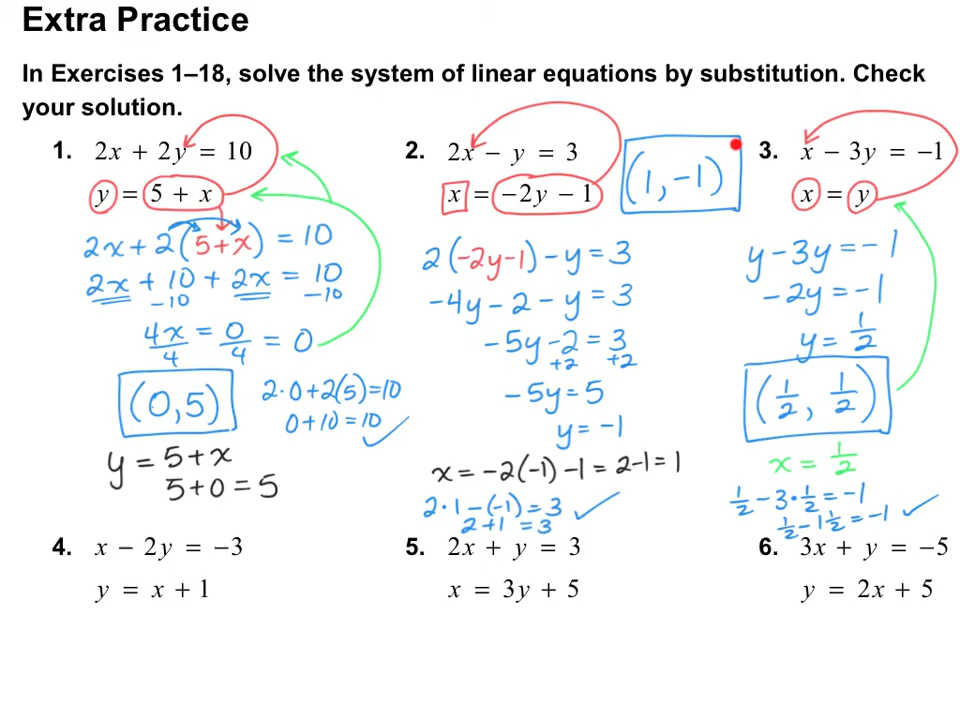 Extra Practice
In Exercises 1–18, solve the system of linear equations by substitution. Check
your solution.
1. 2x + 2y = 10
y = 5 + x
2x + 2(5+x) = 10
2x + 10 + 2x = 10
-10 -10
4x/4 = 0/4 = 0
(0,5)
2·0+2(5)=10
0+10=10 ✓
y = 5+x
5+0 = 5
2. 2x − y = 3
x = −2y − 1
(1,-1)
2(-2y-1) - y = 3
-4y - 2 - y = 3
-5y -2 = 3
+2 +2
-5y = 5
y = -1
x = -2(-1) -1 = 2-1 = 1
2·1-(-1) = 3 ✓
2+1 = 3
3. x − 3y = −1
x = y
y - 3y = -1
-2y = -1
y = 1/2
(1/2, 1/2)
x = 1/2
1/2 - 3·1/2 = -1
1/2 - 1 1/2 = -1 ✓
4. x − 2y = −3
y = x + 1
5. 2x + y = 3
x = 3y + 5
6. 3x + y = −5
y = 2x + 5